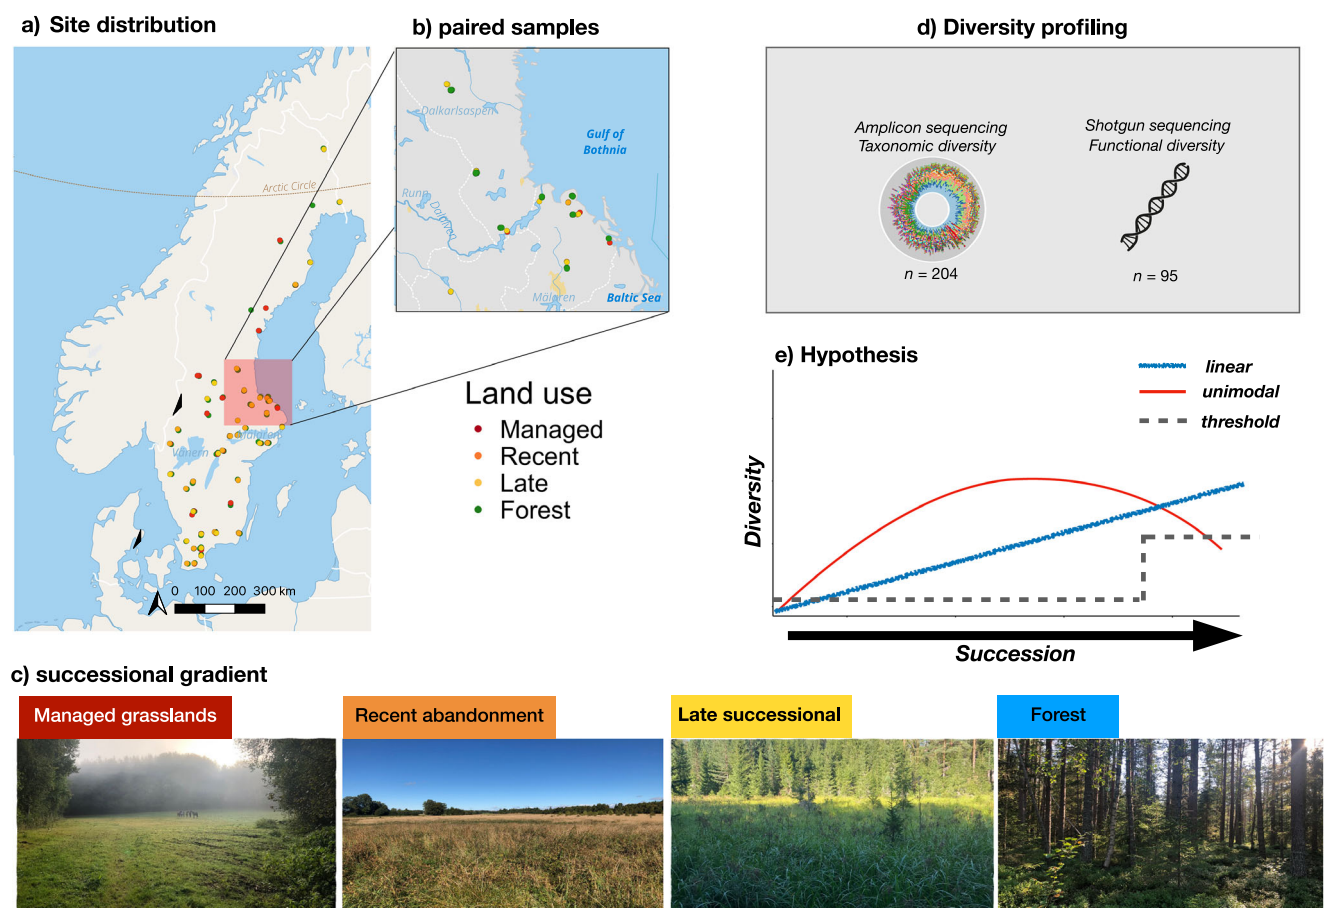 a) Site distribution
b) paired samples
d) Diversity profiling
Arctic Circle
Vänern
Mälaren
0 100 200 300 km
Dalkarlsaspen
Gulf of
Bothnia
Runn
Dalälven
Mälaren
Baltic Sea
Land use
Managed
Recent
Late
Forest
Amplicon sequencing
Taxonomic diversity
n = 204
Shotgun sequencing
Functional diversity
n = 95
e) Hypothesis
linear
unimodal
threshold
Diversity
Succession
c) successional gradient
Managed grasslands
Recent abandonment
Late successional
Forest